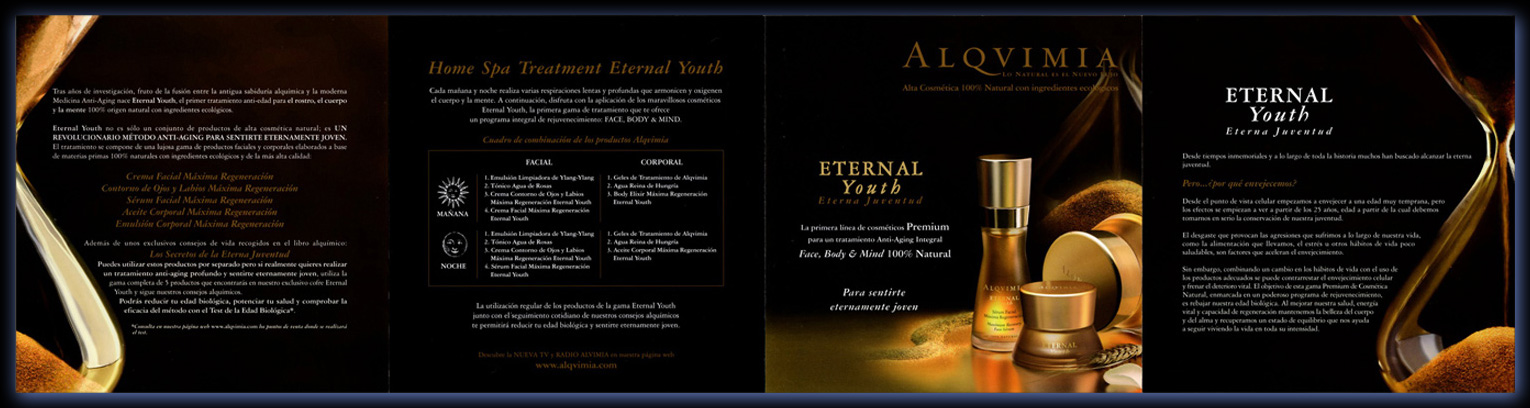 Tras años de investigación, fruto de la fusión entre la antigua sabiduría alquímica y la moderna
Medicina Anti-Aging nace Eternal Youth, el primer tratamiento anti-edad para el rostro, el cuerpo
y la mente 100% origen natural con ingredientes ecológicos.
Eternal Youth no es sólo un conjunto de productos de alta cosmética natural; es UN
REVOLUCIONARIO MÉTODO ANTI-AGING PARA SENTIRTE ETERNAMENTE JOVEN.
El tratamiento se compone de una lujosa gama de productos faciales y corporales elaborados a base
de materias primas 100% naturales con ingredientes ecológicos y de la más alta calidad:
Crema Facial Máxima Regeneración
Contorno de Ojos y Labios Máxima Regeneración
Sérum Facial Máxima Regeneración
Aceite Corporal Máxima Regeneración
Emulsión Corporal Máxima Regeneración
Además de unos exclusivos consejos de vida recogidos en el libro alquímico:
Los Secretos de la Eterna Juventud
Puedes utilizar estos productos por separado pero si realmente quieres realizar
un tratamiento anti-aging profundo y sentirte eternamente joven, utiliza la
gama completa de 5 productos que encontrarás en nuestro exclusivo cofre Eternal
Youth y sigue nuestros consejos alquímicos.
Podrás reducir tu edad biológica, potenciar tu salud y comprobar la
eficacia del método con el Test de la Edad Biológica*.
*Consulta en nuestra página web www.alqvimia.com los puntos de venta donde se realizará
el test.
Home Spa Treatment Eternal Youth
Cada mañana y noche realiza varias respiraciones lentas y profundas que armonicen y oxigenen
el cuerpo y la mente. A continuación, disfruta con la aplicación de los maravillosos cosméticos
Eternal Youth, la primera gama de tratamiento que te ofrece
un programa integral de rejuvenecimiento: FACE, BODY & MIND.
Cuadro de combinación de los productos Alqvimia
FACIAL CORPORAL
MAÑANA
1. Emulsión Limpiadora de Ylang-Ylang
2. Tónico Agua de Rosas
3. Crema Contorno de Ojos y Labios
Máxima Regeneración Eternal Youth
4. Crema Facial Máxima Regeneración
Eternal Youth
1. Geles de Tratamiento de Alqvimia
2. Agua Reina de Hungría
3. Body Elixir Máxima Regeneración
Eternal Youth
NOCHE
1. Emulsión Limpiadora de Ylang-Ylang
2. Tónico Agua de Rosas
3. Crema Contorno de Ojos y Labios
Máxima Regeneración Eternal Youth
4. Sérum Facial Máxima Regeneración
Eternal Youth
1. Geles de Tratamiento de Alqvimia
2. Agua Reina de Hungría
3. Aceite Corporal Máxima Regeneración
Eternal Youth
La utilización regular de los productos de la gama Eternal Youth
junto con el seguimiento cotidiano de nuestros consejos alquímicos
te permitirá reducir tu edad biológica y sentirte eternamente joven.
Descubre la NUEVA TV y RADIO ALVIMIA en nuestra página web
www.alqvimia.com
ALQVIMIA
LO NATURAL ES EL NUEVO LUJO
Alta Cosmética 100% Natural con ingredientes ecológicos
ETERNAL
Youth
Eterna Juventud
La primera línea de cosméticos Premium
para un tratamiento Anti-Aging Integral
Face, Body & Mind 100% Natural
Para sentirte
eternamente joven
ALQVIMIA
ETERNAL
Sérum Facial
Máxima Regeneración
ETERNAL
ETERNAL
Youth
Eterna Juventud
Desde tiempos inmemoriales y a lo largo de toda la historia muchos han buscado alcanzar la eterna
juventud.
Pero...¿por qué envejecemos?
Desde el punto de vista celular empezamos a envejecer a una edad muy temprana, pero
los efectos se empiezan a ver a partir de los 25 años, edad a partir de la cual debemos
tomarnos en serio la conservación de nuestra juventud.
El desgaste que provocan las agresiones que sufrimos a lo largo de nuestra vida,
como la alimentación que llevamos, el estrés u otros hábitos de vida poco
saludables, son factores que aceleran el envejecimiento.
Sin embargo, combinando un cambio en los hábitos de vida con el uso de
los productos adecuados se puede contrarrestar el envejecimiento celular
y frenar el deterioro vital. El objetivo de esta gama Premium de Cosmética
Natural, enmarcada en un poderoso programa de rejuvenecimiento,
es rebajar nuestra edad biológica. Al mejorar nuestra salud, energía
vital y capacidad de regeneración mantenemos la belleza del cuerpo
y del alma y recuperamos un estado de equilibrio que nos ayuda
a seguir viviendo la vida en toda su intensidad.